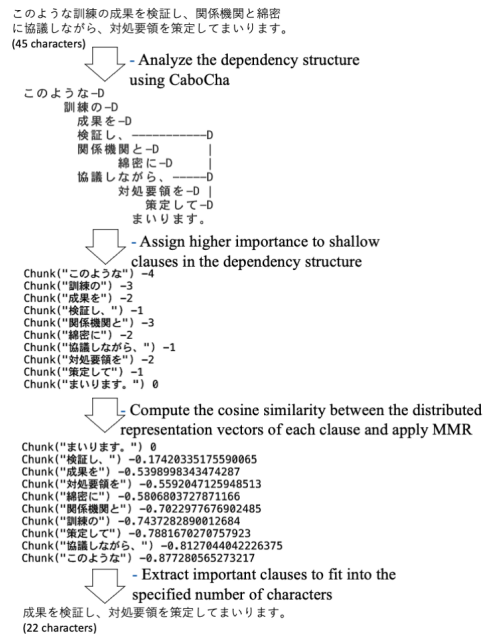 このような訓練の成果を検証し、関係機関と綿密
に協議しながら、対処要領を策定してまいります。
(45 characters)
- Analyze the dependency structure
using CaboCha
このような-D
訓練の-D
成果を-D
検証し、-----------D
関係機関と-D |
綿密に-D |
協議しながら、-----D
対処要領を-D |
策定して-D
まいります。
- Assign higher importance to shallow
clauses in the dependency structure
Chunk("このような") -4
Chunk("訓練の") -3
Chunk("成果を") -2
Chunk("検証し、") -1
Chunk("関係機関と") -3
Chunk("綿密に") -2
Chunk("協議しながら、") -1
Chunk("対処要領を") -2
Chunk("策定して") -1
Chunk("まいります。") 0
- Compute the cosine similarity between the distributed
representation vectors of each clause and apply MMR
Chunk("まいります。") 0
Chunk("検証し、") -0.17420335175590065
Chunk("成果を") -0.5398998343474287
Chunk("対処要領を") -0.5592047125948513
Chunk("綿密に") -0.5806803727871166
Chunk("関係機関と") -0.7022977676902485
Chunk("訓練の") -0.7437282890012684
Chunk("策定して") -0.7881670270757923
Chunk("協議しながら、") -0.8127044042226375
Chunk("このような") -0.877280565273217
- Extract important clauses to fit into the
specified number of characters
成果を検証し、対処要領を策定してまいります。
(22 characters)